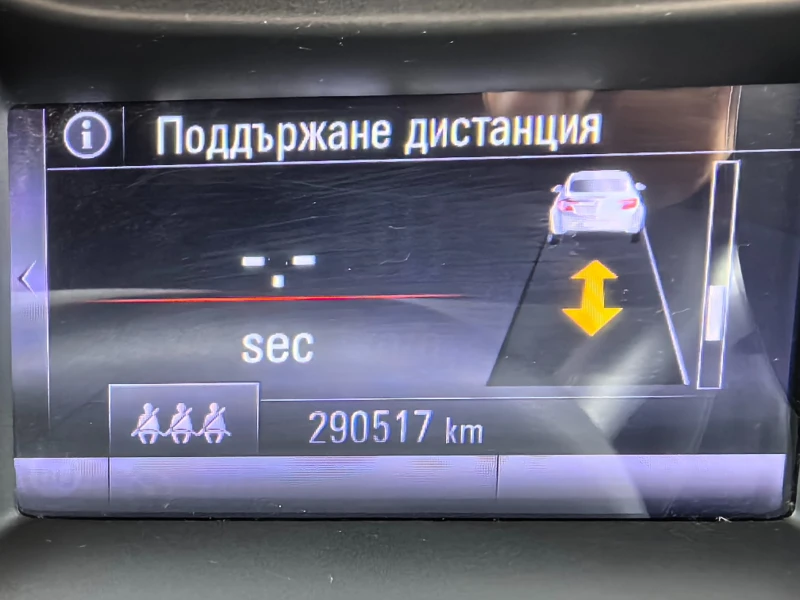 i Поддържане дистанция
-.-
sec
290517 km